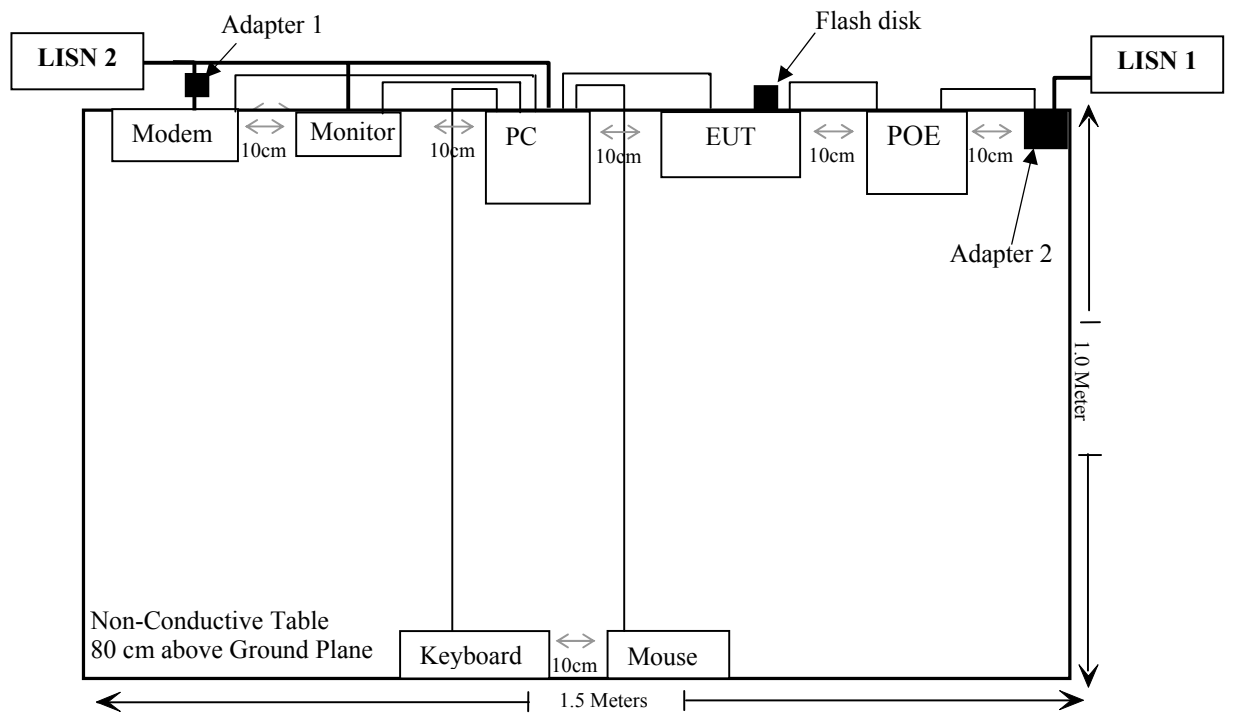 Adapter 1
Flash disk
LISN 2
LISN 1
Modem
Monitor
PC
EUT
POE
10cm
10cm
10cm
10cm
10cm
Adapter 2
1.0 Meter
Non-Conductive Table
80 cm above Ground Plane
Keyboard
10cm
Mouse
1.5 Meters